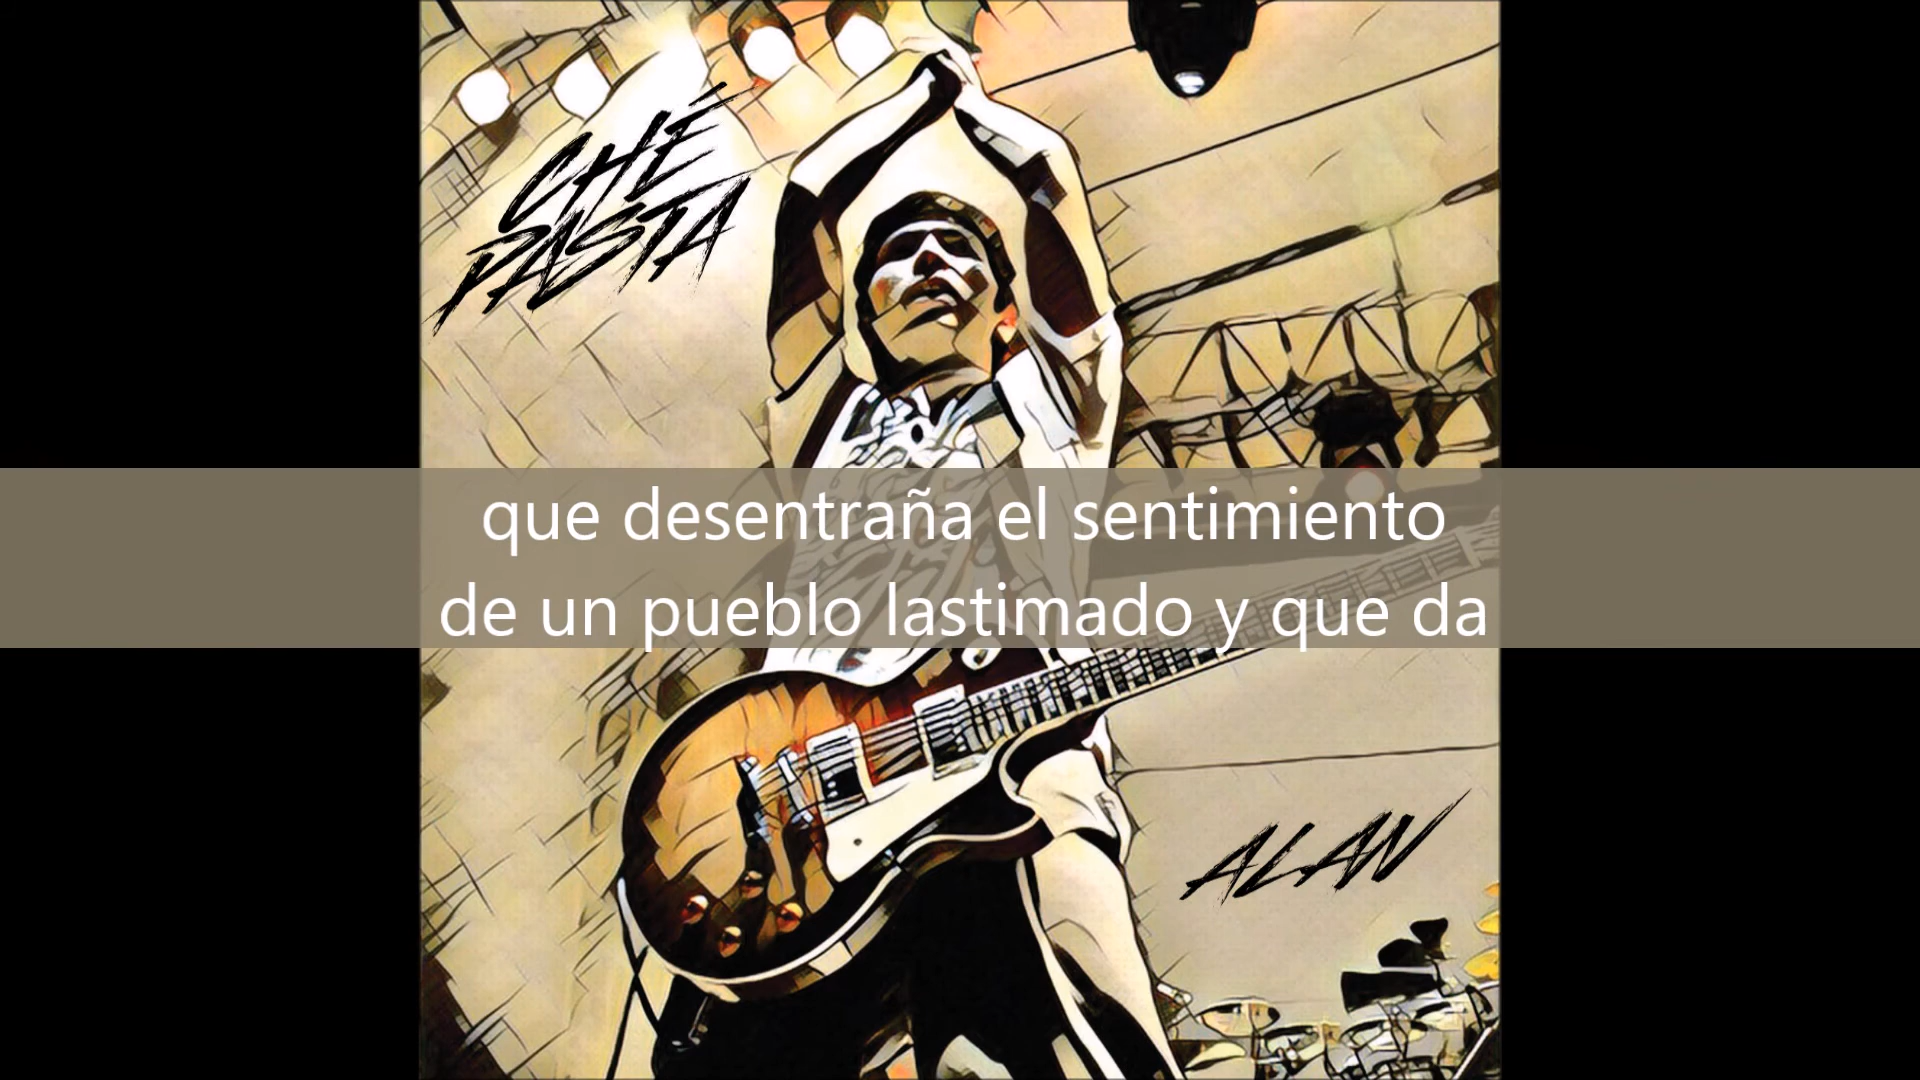 CHÉ
PASTA
que desentraña el sentimiento
de un pueblo lastimado y que da
ALAN